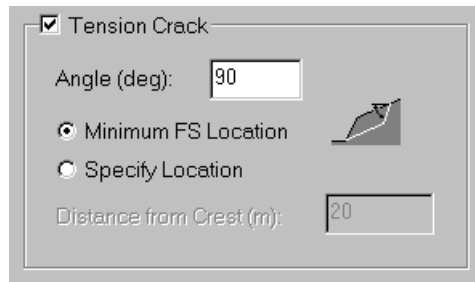 Tension Crack
Angle (deg): 90
Minimum FS Location
Specify Location
Distance from Crest (m): 20